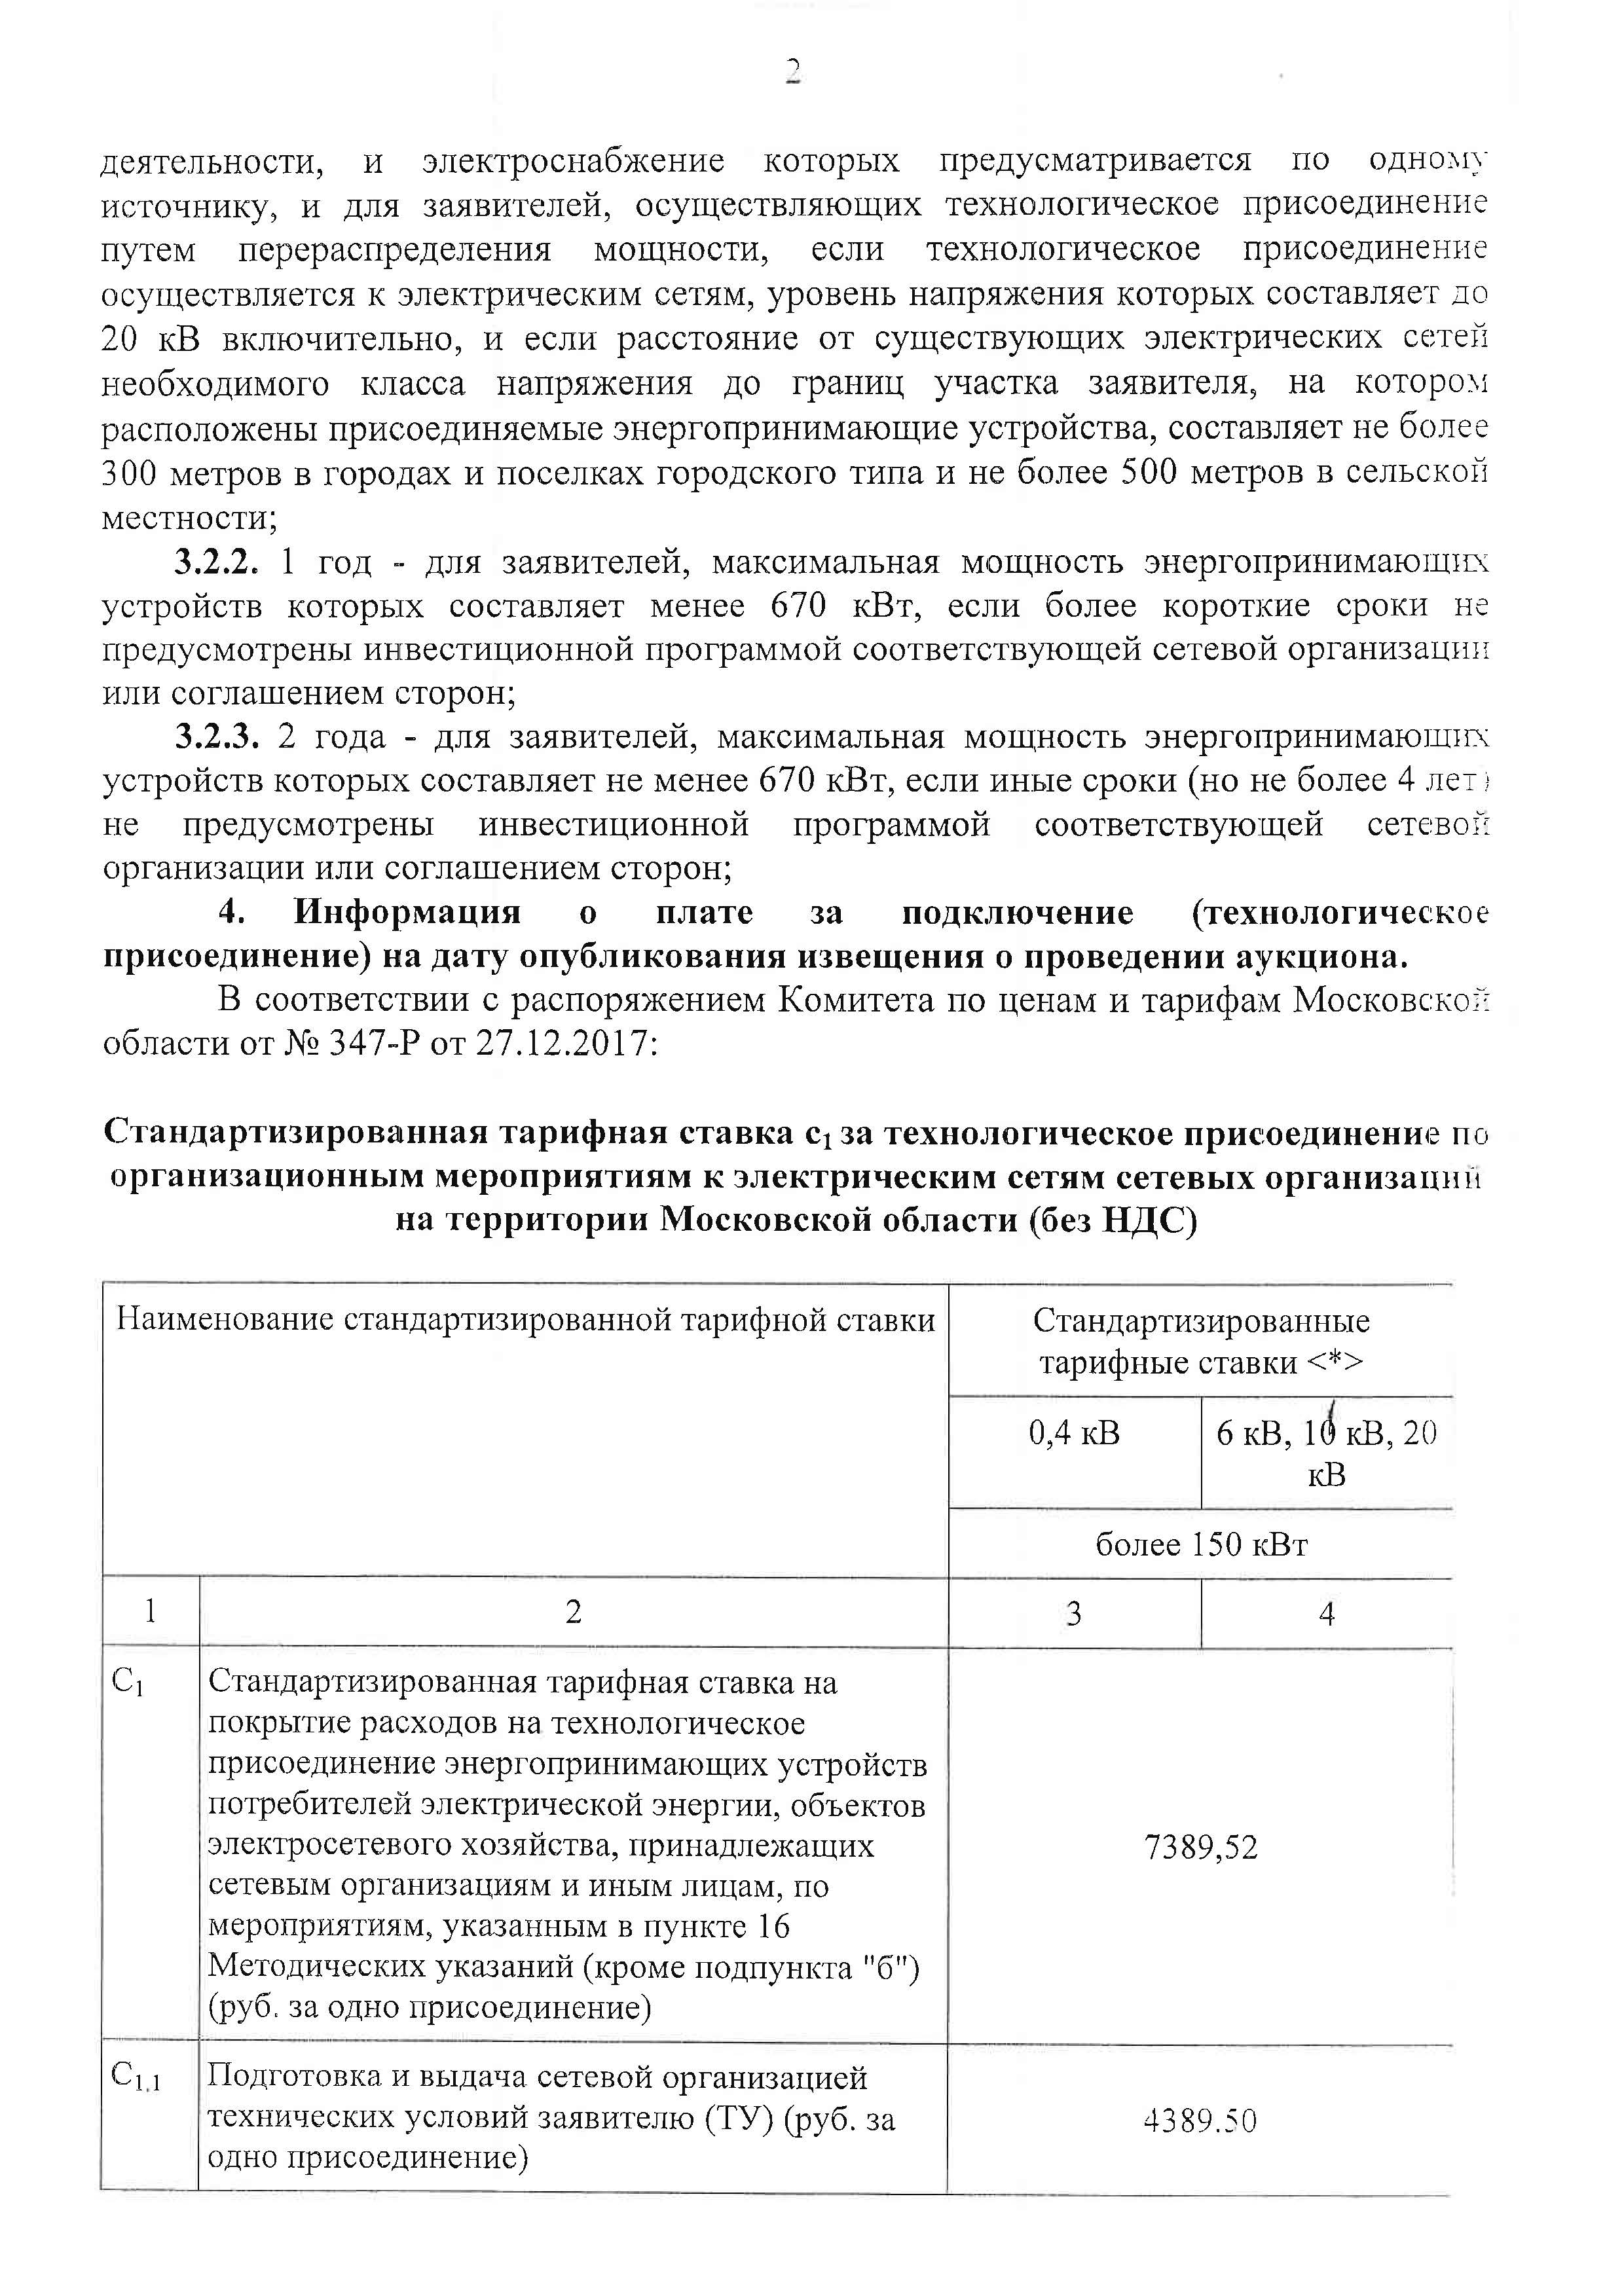 2
деятельности, и электроснабжение которых предусматривается по одному
источнику, и для заявителей, осуществляющих технологическое присоединение
путем перераспределения мощности, если технологическое присоединение
осуществляется к электрическим сетям, уровень напряжения которых составляет до
20 кВ включительно, и если расстояние от существующих электрических сетей
необходимого класса напряжения до границ участка заявителя, на котором
расположены присоединяемые энергопринимающие устройства, составляет не более
300 метров в городах и поселках городского типа и не более 500 метров в сельской
местности;
3.2.2. 1 год - для заявителей, максимальная мощность энергопринимающих
устройств которых составляет менее 670 кВт, если более короткие сроки не
предусмотрены инвестиционной программой соответствующей сетевой организации
или соглашением сторон;
3.2.3. 2 года - для заявителей, максимальная мощность энергопринимающих
устройств которых составляет не менее 670 кВт, если иные сроки (но не более 4 лет)
не предусмотрены инвестиционной программой соответствующей сетевой
организации или соглашением сторон;
4. Информация о плате за подключение (технологическое
присоединение) на дату опубликования извещения о проведении аукциона.
В соответствии с распоряжением Комитета по ценам и тарифам Московской
области от № 347-Р от 27.12.2017:
Стандартизированная тарифная ставка c₁ за технологическое присоединение по
организационным мероприятиям к электрическим сетям сетевых организаций
на территории Московской области (без НДС)
Наименование стандартизированной тарифной ставки
Стандартизированные
тарифные ставки <*>
0,4 кВ
6 кВ, 10 кВ, 20
кВ
более 150 кВт
1 2 3 4
C₁
Стандартизированная тарифная ставка на
покрытие расходов на технологическое
присоединение энергопринимающих устройств
потребителей электрической энергии, объектов
электросетевого хозяйства, принадлежащих
сетевым организациям и иным лицам, по
мероприятиям, указанным в пункте 16
Методических указаний (кроме подпункта "б")
(руб. за одно присоединение)
7389,52
C₁.₁
Подготовка и выдача сетевой организацией
технических условий заявителю (ТУ) (руб. за
одно присоединение)
4389.50